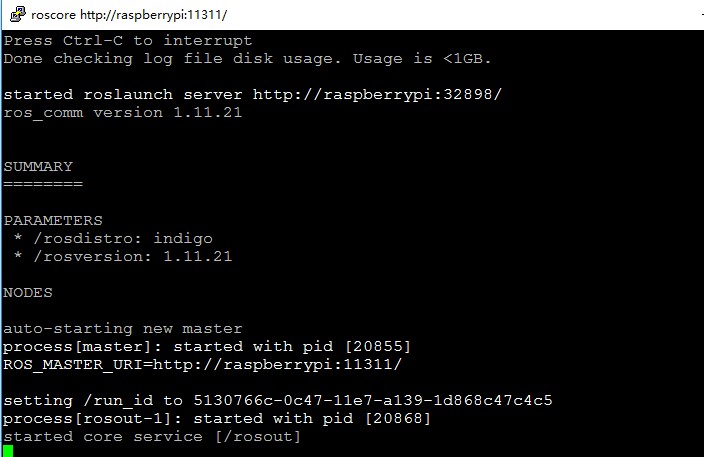 roscore http://raspberrypi:11311/
Press Ctrl-C to interrupt
Done checking log file disk usage. Usage is <1GB.
started roslaunch server http://raspberrypi:32898/
ros_comm version 1.11.21
SUMMARY
========
PARAMETERS
* /rosdistro: indigo
* /rosversion: 1.11.21
NODES
auto-starting new master
process[master]: started with pid [20855]
ROS_MASTER_URI=http://raspberrypi:11311/
setting /run_id to 5130766c-0c47-11e7-a139-1d868c47c4c5
process[rosout-1]: started with pid [20868]
started core service [/rosout]